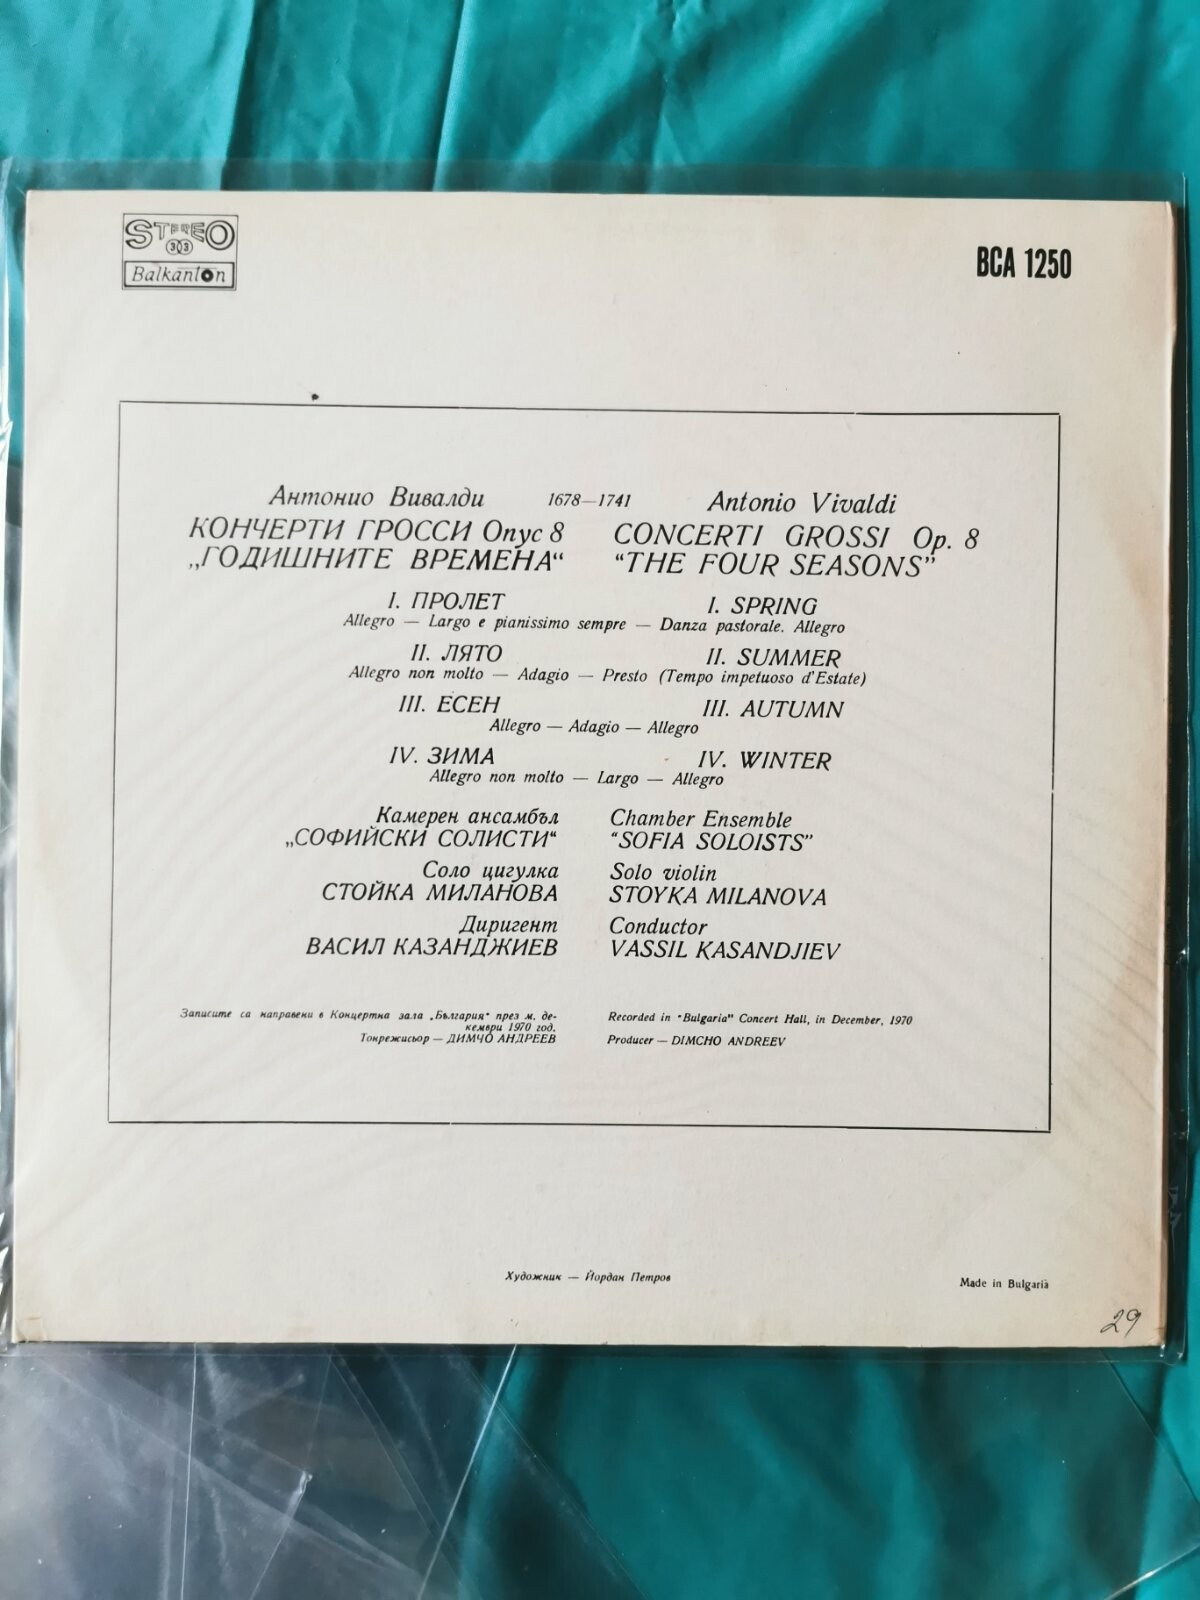 STEREO
33
Balkanton
BCA 1250
Антонио Вивалди 1678—1741 Antonio Vivaldi
КОНЧЕРТИ ГРОССИ Опус 8 CONCERTI GROSSI Op. 8
„ГОДИШНИТЕ ВРЕМЕНА“ “THE FOUR SEASONS”
I. ПРОЛЕТ I. SPRING
Allegro — Largo e pianissimo sempre — Danza pastorale. Allegro
II. ЛЯТО II. SUMMER
Allegro non molto — Adagio — Presto (Tempo impetuoso d'Estate)
III. ЕСЕН III. AUTUMN
Allegro — Adagio — Allegro
IV. ЗИМА IV. WINTER
Allegro non molto — Largo — Allegro
Камерен ансамбъл Chamber Ensemble
„СОФИЙСКИ СОЛИСТИ“ “SOFIA SOLOISTS”
Соло цигулка Solo violin
СТОЙКА МИЛАНОВА STOYKA MILANOVA
Диригент Conductor
ВАСИЛ КАЗАНДЖИЕВ VASSIL KASANDJIEV
Записите са направени в Концертна зала „България“ през м. де-
кември 1970 год.
Тонрежисьор — ДИМЧО АНДРЕЕВ
Recorded in "Bulgaria" Concert Hall, in December, 1970
Producer — DIMCHO ANDREEV
Художник — Йордан Петров
Made in Bulgaria
29